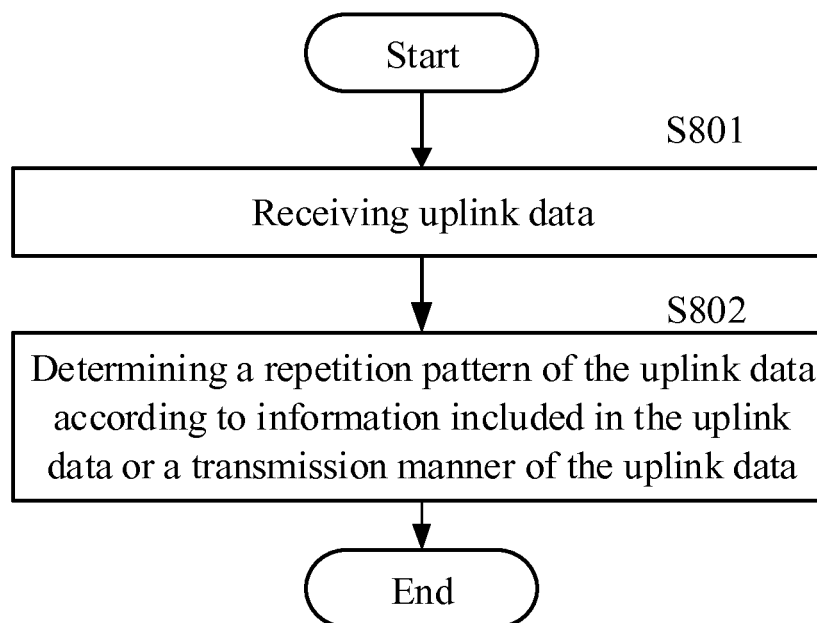 Start
S801
Receiving uplink data
S802
Determining a repetition pattern of the uplink data
according to information included in the uplink
data or a transmission manner of the uplink data
End